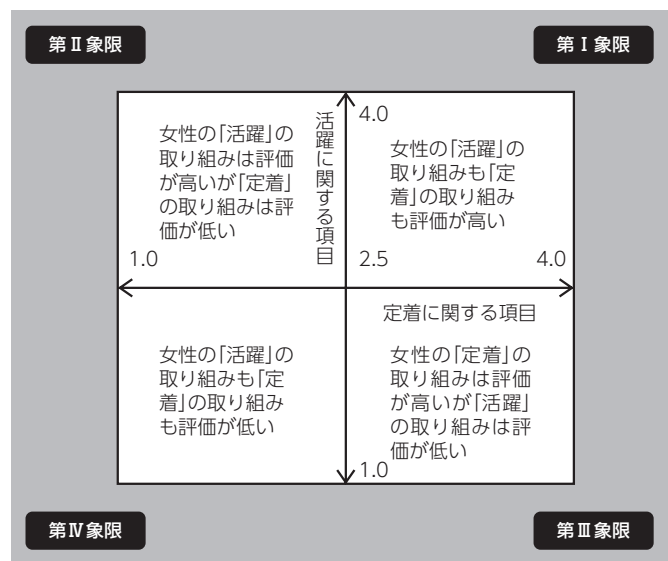 第Ⅱ象限
第Ⅰ象限
女性の「活躍」の
取り組みは評価
が高いが「定着」
の取り組みは評
価が低い
活躍に関する項目
4.0
女性の「活躍」の
取り組みも「定
着」の取り組み
も評価が高い
1.0
2.5
4.0
定着に関する項目
女性の「活躍」の
取り組みも「定
着」の取り組み
も評価が低い
女性の「定着」の
取り組みは評価
が高いが「活躍」
の取り組みは評
価が低い
1.0
第Ⅳ象限
第Ⅲ象限